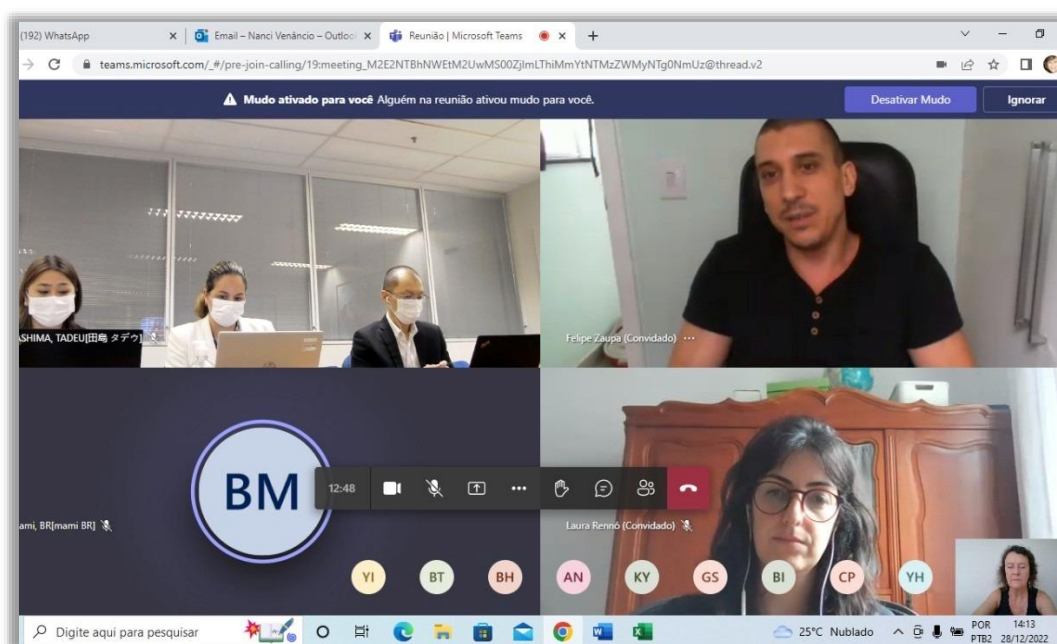 (192) WhatsApp
Email – Nanci Venâncio – Outloo
Reunião | Microsoft Teams
teams.microsoft.com/_#/pre-join-calling/19:meeting_M2E2NTBhNWEtM2UwMS00ZjlmLThiMmYtNTMzZWMyNTg0NmUz@thread.v2
Mudo ativado para você Alguém na reunião ativou mudo para você.
Desativar Mudo
Ignorar
ASHIMA, TADEU[田島 タデウ]
Felipe Zaupa (Convidado) ···
BM
12:48
ami, BR[mami BR]
Laura Rennó (Convidado)
YI BT BH AN KY GS BI CP YH
Digite aqui para pesquisar
25°C Nublado
POR
PTB2
14:13
28/12/2022